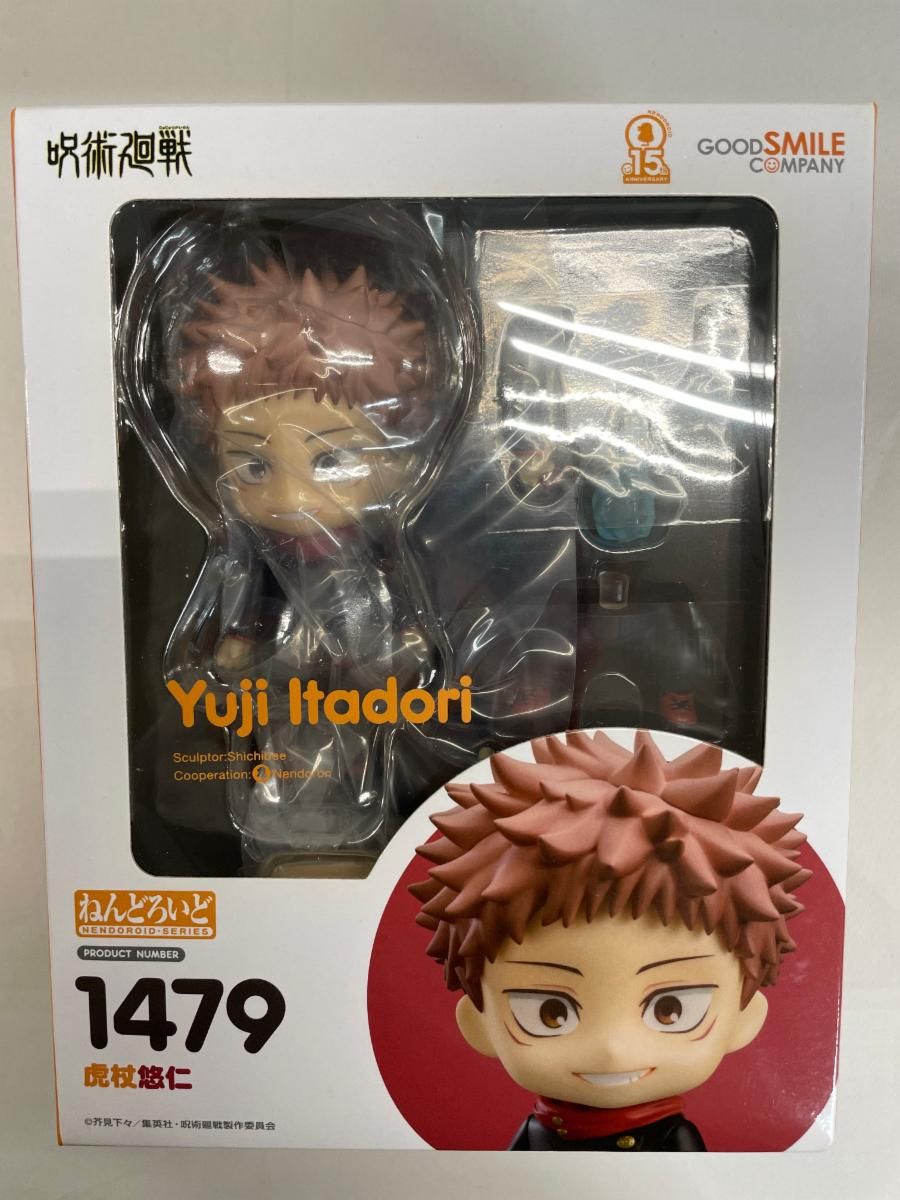 呪術廻戦
NENDOROID
15th
ANNIVERSARY
GOOD SMILE
COMPANY
Yuji Itadori
Sculptor:Shichibee
Cooperation: Nendoron
ねんどろいど
NENDOROID·SERIES
PRODUCT NUMBER
1479
虎杖悠仁
©芥見下々／集英社・呪術廻戦製作委員会